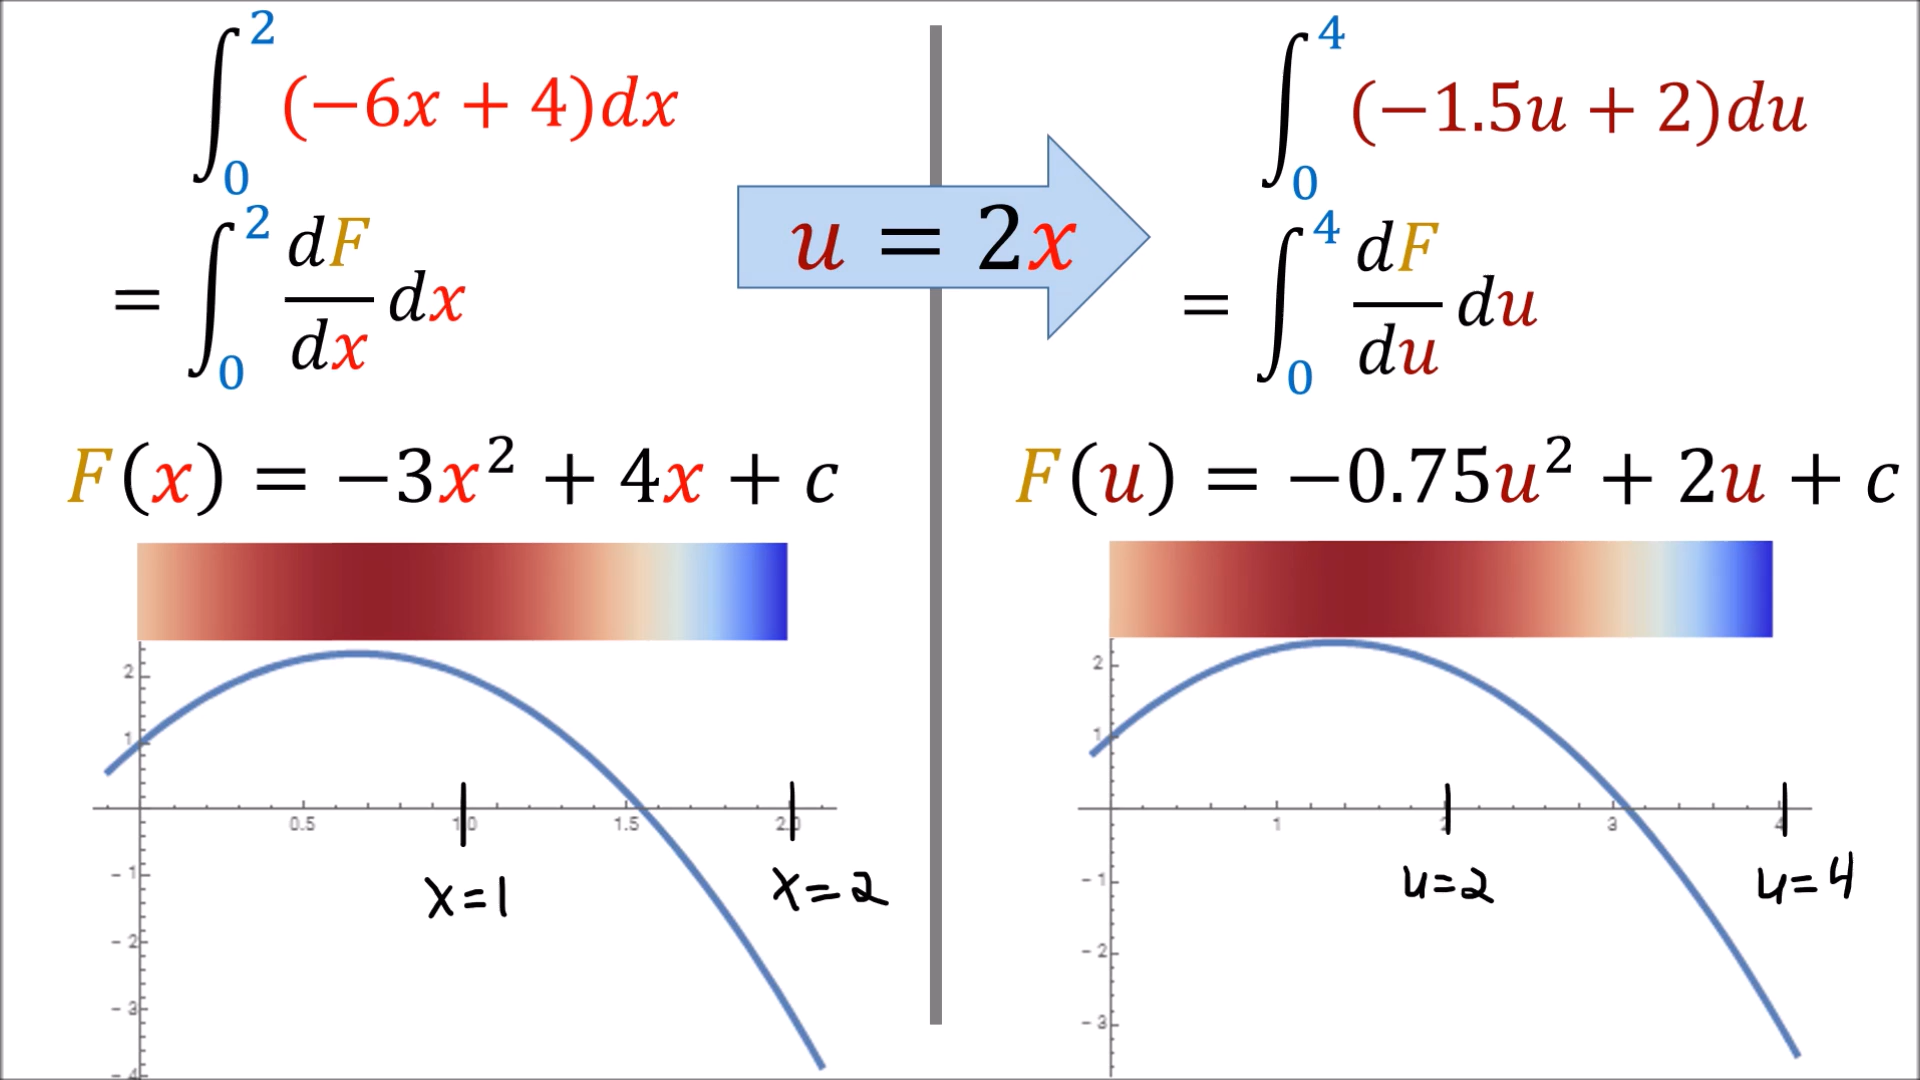 ∫₀² (−6x + 4)dx
= ∫₀² dF/dx dx
F(x) = −3x² + 4x + c
2
1
0.5 1.0 1.5 2.0
-1
-2
-3
-4
x=1
x=2
u = 2x
∫₀⁴ (−1.5u + 2)du
= ∫₀⁴ dF/du du
F(u) = −0.75u² + 2u + c
2
1
1 2 3 4
-1
-2
-3
u=2
u=4